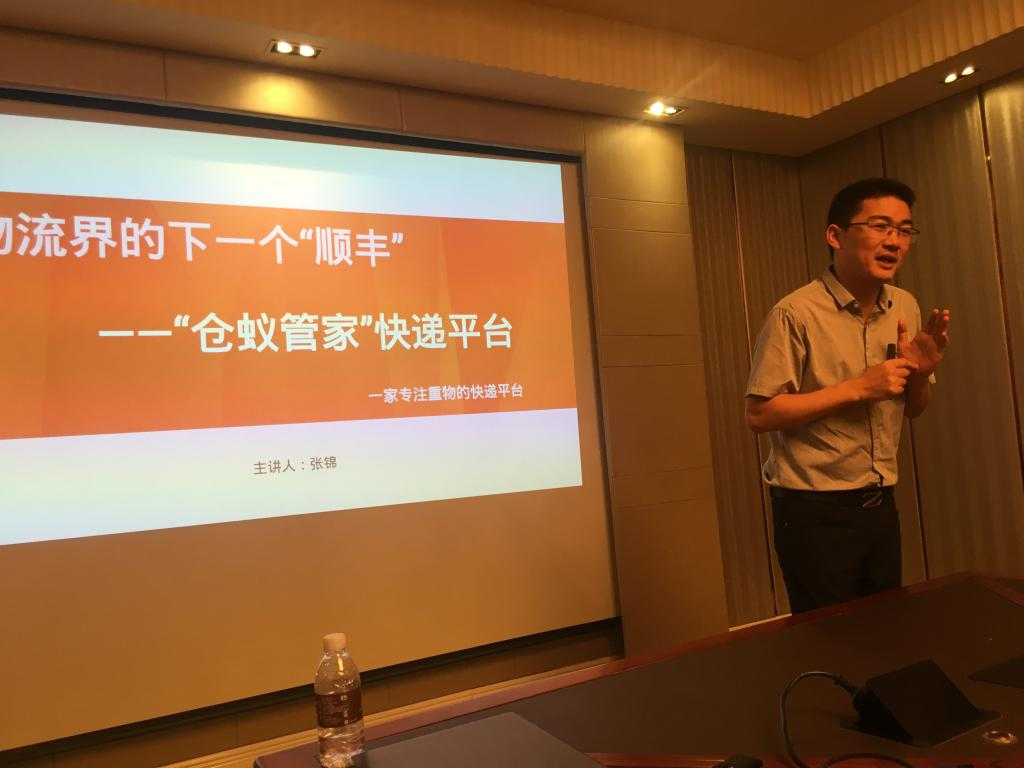 流界的下一个“顺丰”
——“仓蚁管家”快递平台
一家专注重物的快递平台
主讲人：张锦